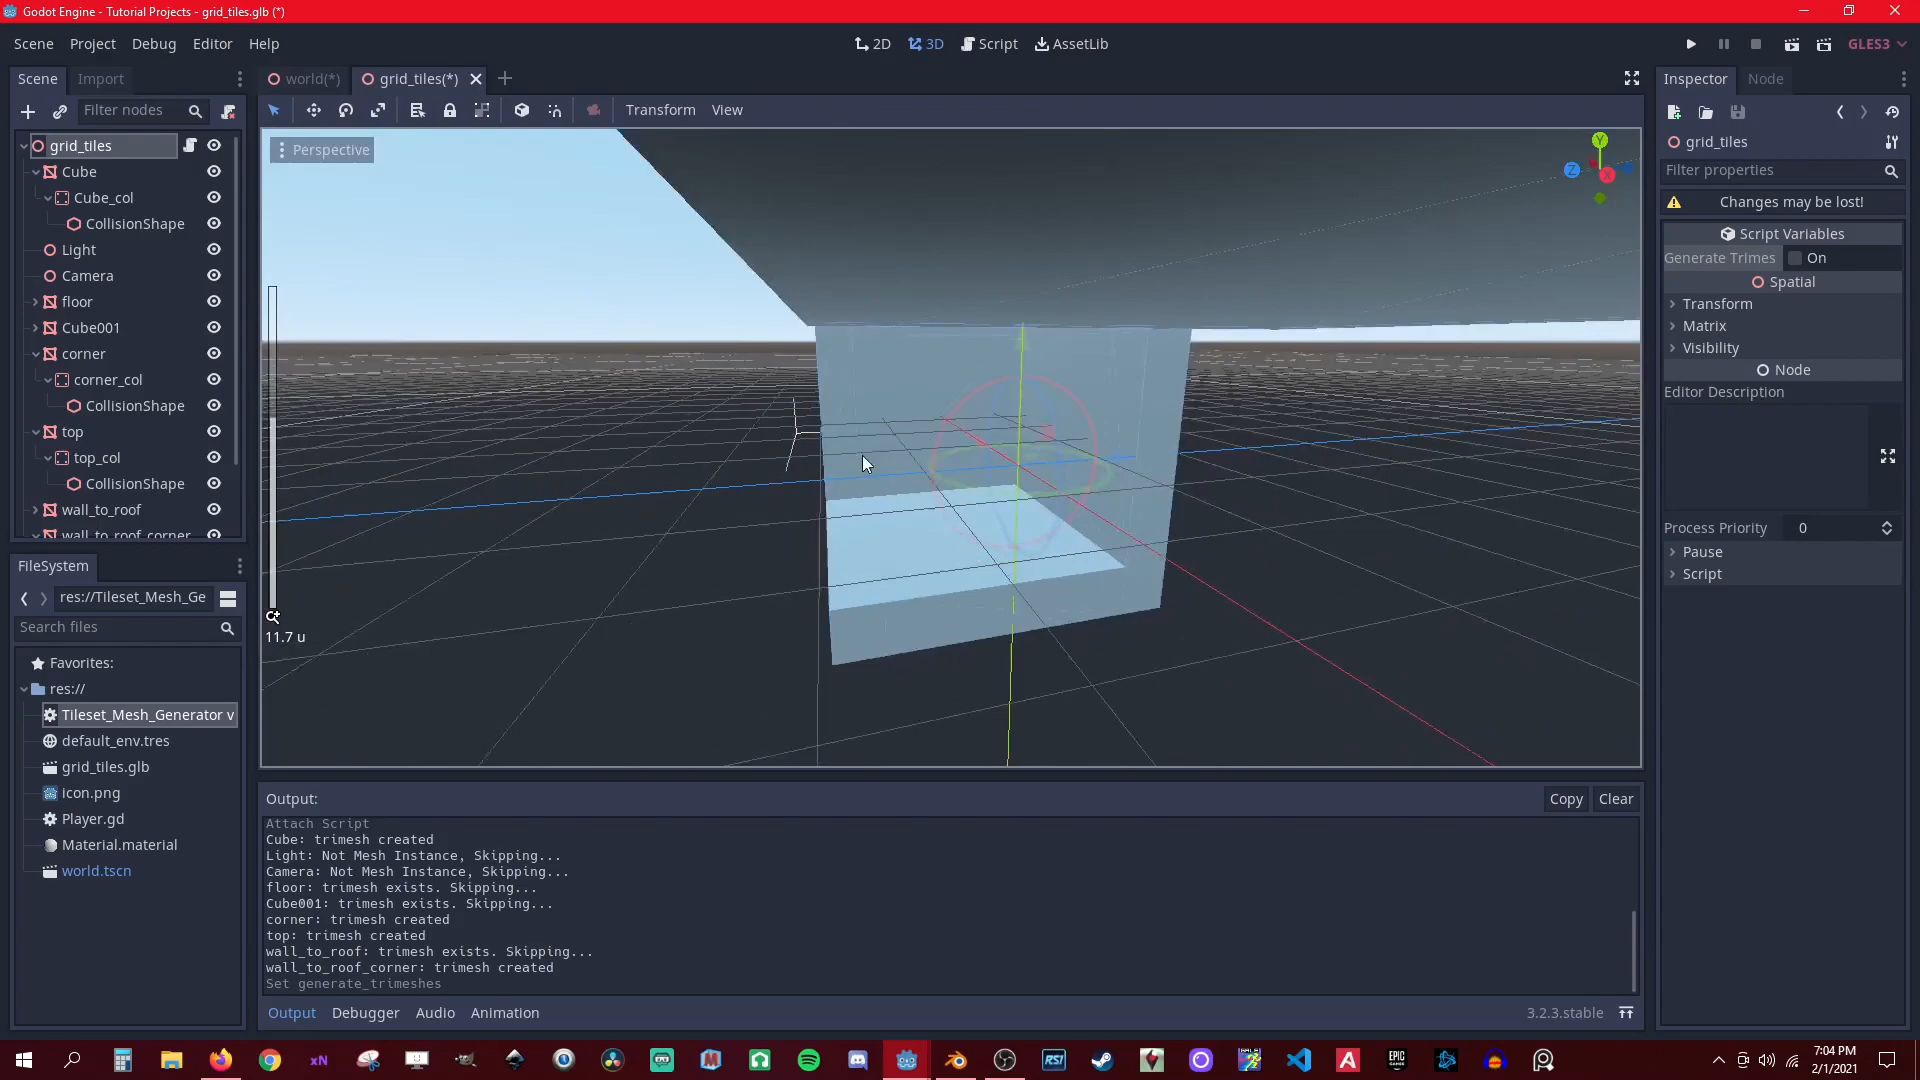 Godot Engine - Tutorial Projects - grid_tiles.glb (*)
Scene Project Debug Editor Help
2D 3D Script AssetLib
GLES3
Scene Import
world(*) grid_tiles(*)
Inspector Node
Filter nodes
Transform View
grid_tiles
Cube
Cube_col
CollisionShape
Light
Camera
floor
Cube001
corner
corner_col
CollisionShape
top
top_col
CollisionShape
wall_to_roof
wall_to_roof_corner
Perspective
Y
Z
X
11.7 u
grid_tiles
Filter properties
Changes may be lost!
Script Variables
Generate Trimes On
Spatial
Transform
Matrix
Visibility
Node
Editor Description
Process Priority 0
Pause
Script
FileSystem
res://Tileset_Mesh_Ge
Search files
Favorites:
res://
Tileset_Mesh_Generator v
default_env.tres
grid_tiles.glb
icon.png
Player.gd
Material.material
world.tscn
Output:
Copy Clear
Attach Script
Cube: trimesh created
Light: Not Mesh Instance, Skipping...
Camera: Not Mesh Instance, Skipping...
floor: trimesh exists. Skipping...
Cube001: trimesh exists. Skipping...
corner: trimesh created
top: trimesh created
wall_to_roof: trimesh exists. Skipping...
wall_to_roof_corner: trimesh created
Set generate_trimeshes
Output Debugger Audio Animation
3.2.3.stable
xN
RSI
EPIC
GAMES
7:04 PM
2/1/2021